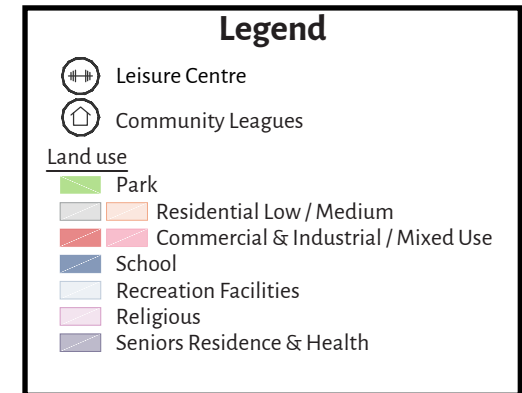 Legend
Leisure Centre
Community Leagues
Land use
Park
Residential Low / Medium
Commercial & Industrial / Mixed Use
School
Recreation Facilities
Religious
Seniors Residence & Health